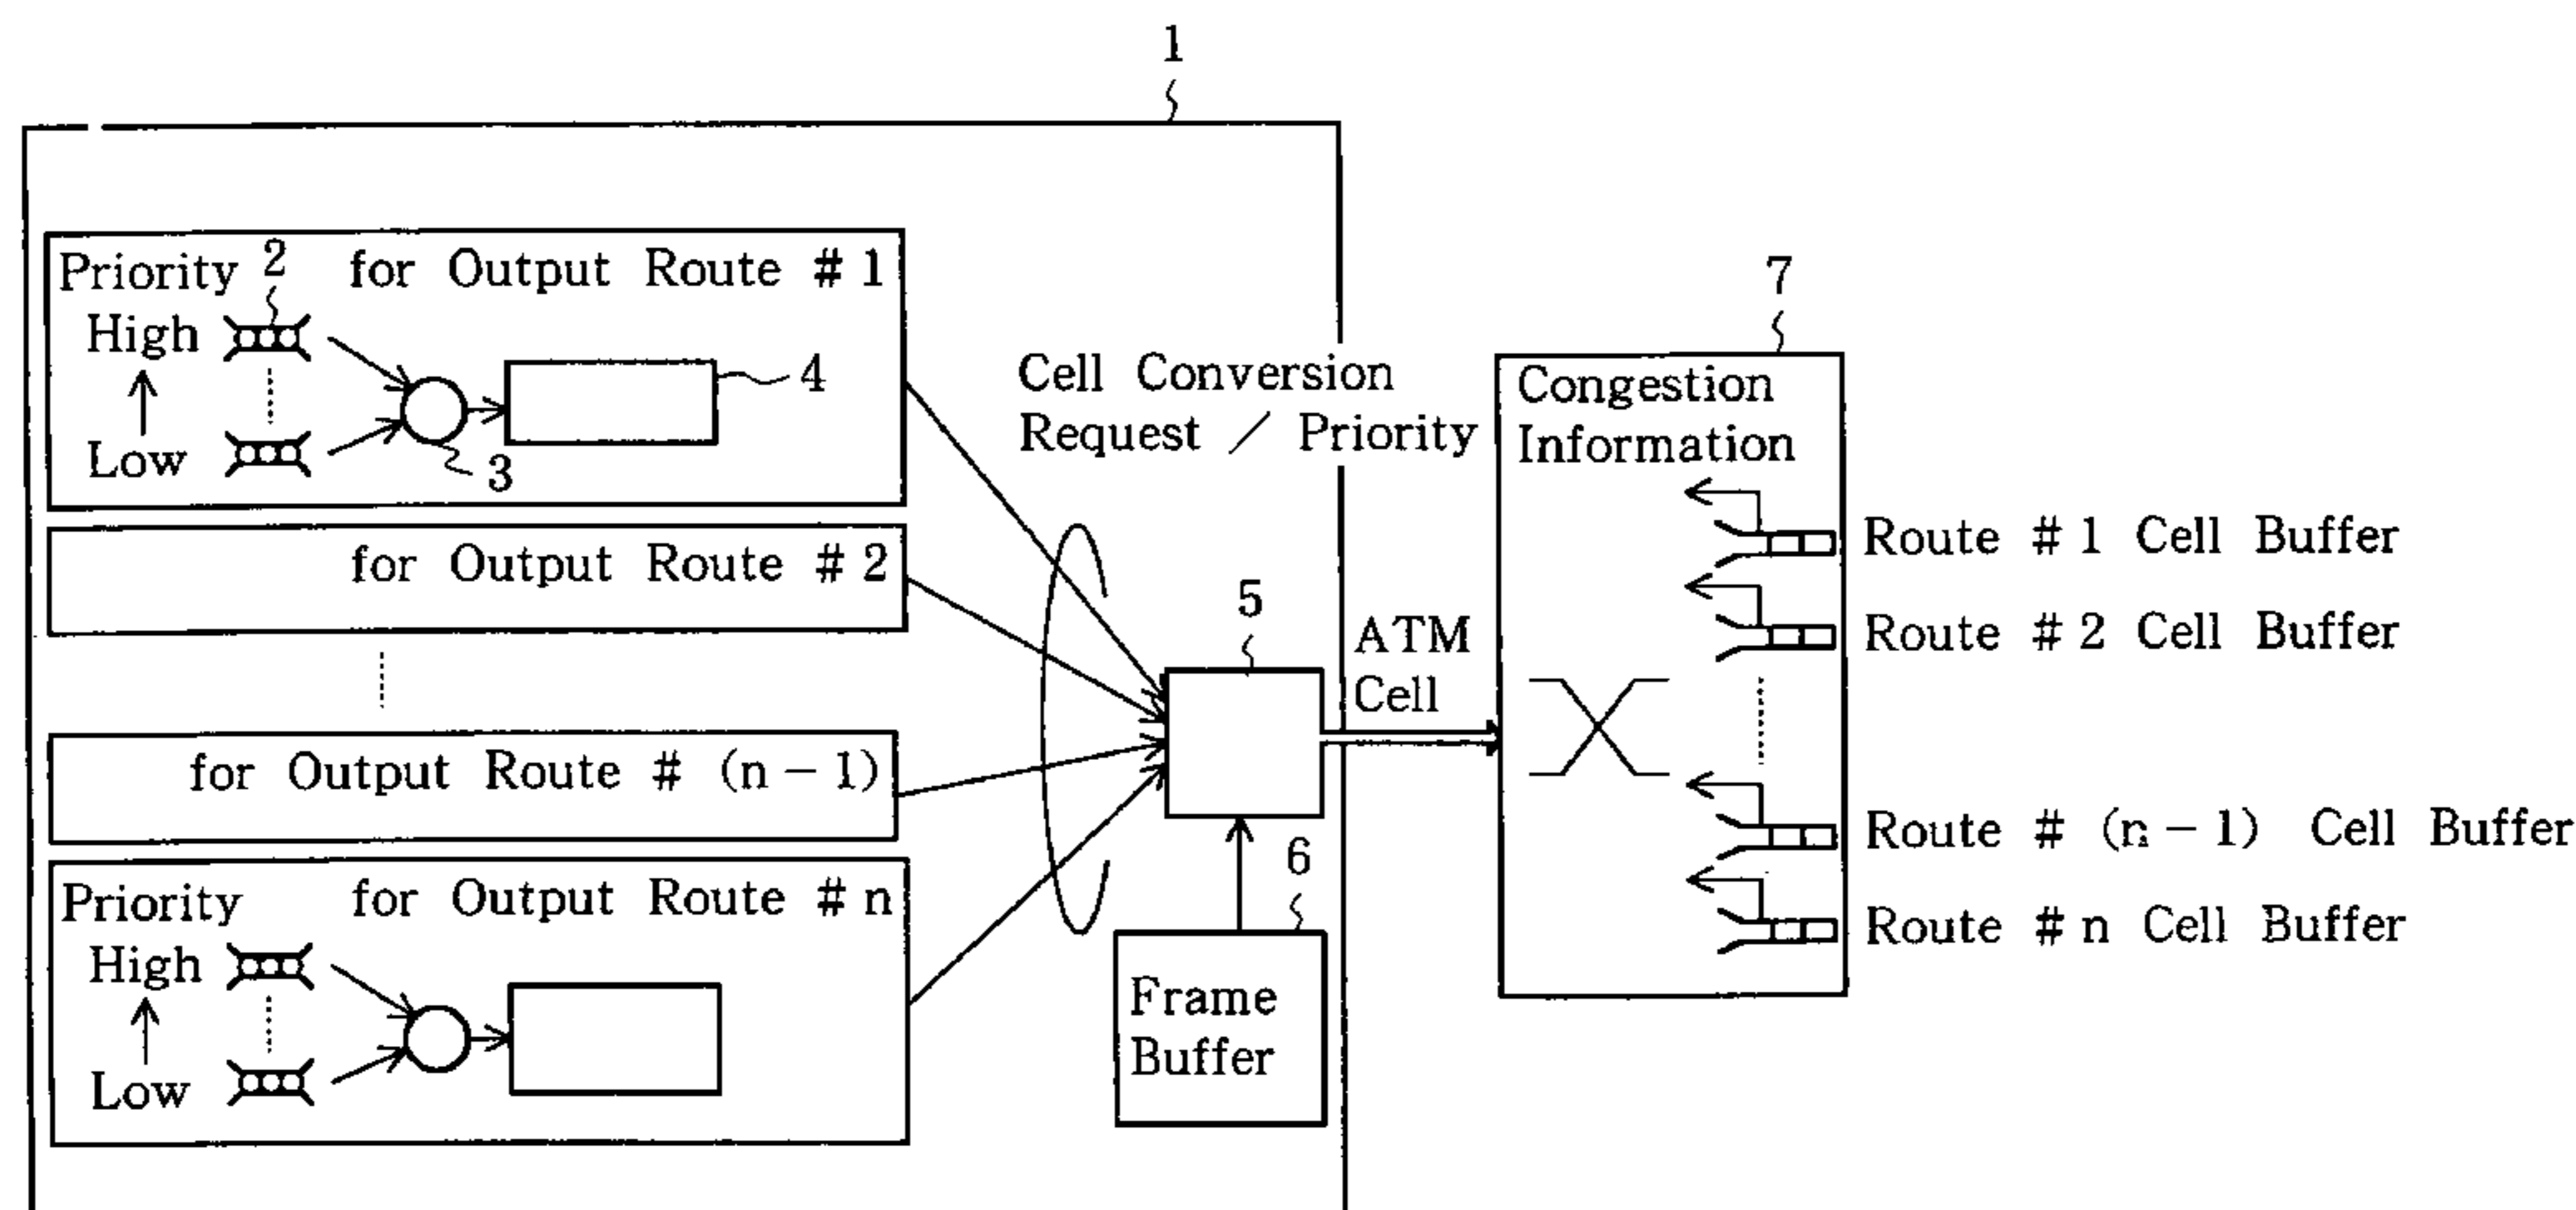 1
Priority 2 for Output Route # 1
High
Low
3
4
for Output Route # 2
for Output Route # (n − 1)
Priority for Output Route # n
High
Low
Cell Conversion
Request / Priority
5
6
Frame
Buffer
ATM
Cell
7
Congestion
Information
Route # 1 Cell Buffer
Route # 2 Cell Buffer
Route # (n − 1) Cell Buffer
Route # n Cell Buffer